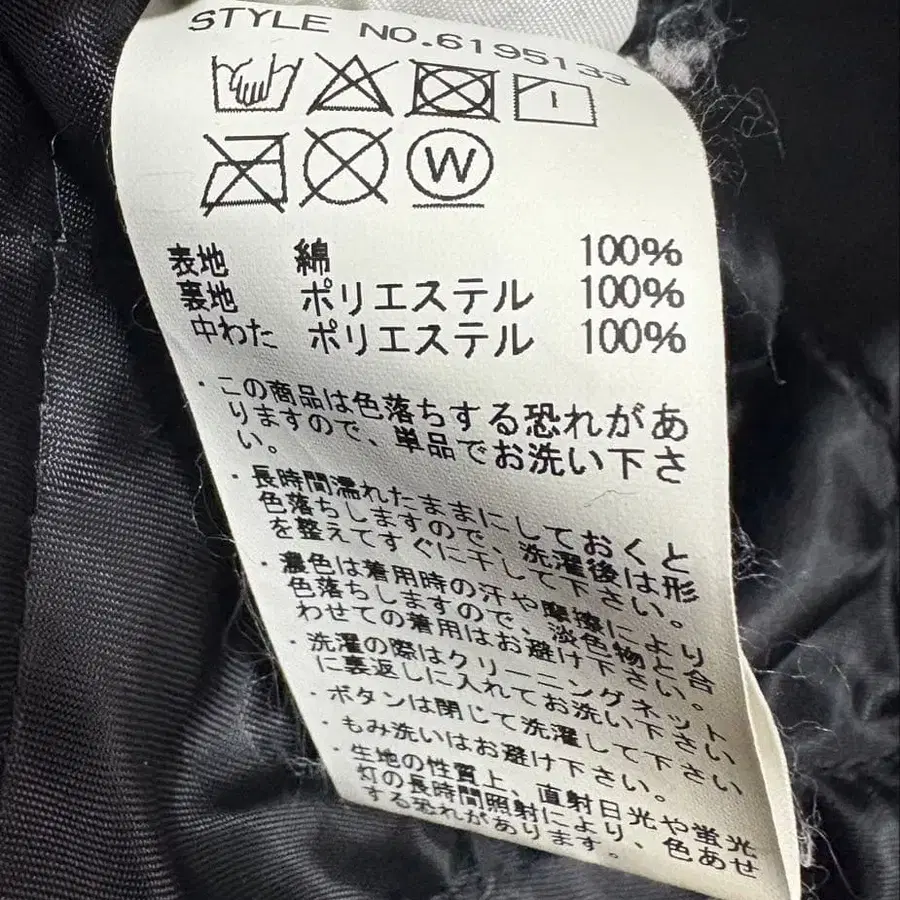 STYLE NO.6195133
W
表地 綿 100%
裏地 ポリエステル 100%
中わた ポリエステル 100%
・この商品は色落ちする恐れがあ
りますので、単品でお洗い下さ
い。
・長時間濡れたままにしておくと
色落ちしますので、洗濯後は形
を整えてすぐに干して下さい。
・濃色は着用時の汗や摩擦により
色落ちしますので、淡色物と合
わせての着用はお避け下さい。
・洗濯の際はクリーニングネット
に裏返しに入れてお洗い下さい
・ボタンは閉じて洗濯して下さい
・もみ洗いはお避け下さい。
・生地の性質上、直射日光や蛍光
灯の長時間照射により、色あせ
する恐れがあります。